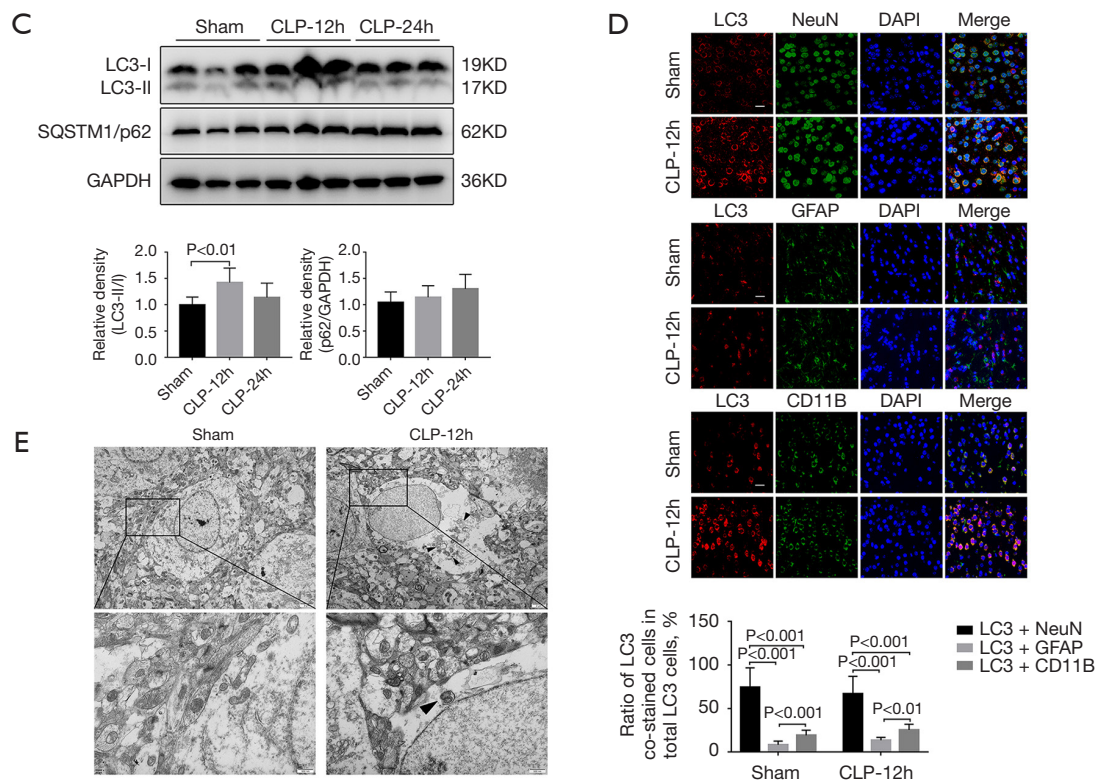 C
Sham CLP-12h CLP-24h
LC3-I 19KD
LC3-II 17KD
SQSTM1/p62 62KD
GAPDH 36KD
Relative density
(LC3-II/I)
2.0
1.5
1.0
0.5
0.0
P<0.01
Sham
CLP-12h
CLP-24h
Relative density
(p62/GAPDH)
2.0
1.5
1.0
0.5
0.0
Sham
CLP-12h
CLP-24h
D
LC3 NeuN DAPI Merge
Sham
CLP-12h
LC3 GFAP DAPI Merge
Sham
CLP-12h
LC3 CD11B DAPI Merge
Sham
CLP-12h
Ratio of LC3
co-stained cells in
total LC3 cells, %
150
100
50
0
P<0.001
P<0.001
P<0.001
P<0.001
P<0.001
P<0.01
Sham CLP-12h
LC3 + NeuN
LC3 + GFAP
LC3 + CD11B
E
Sham CLP-12h